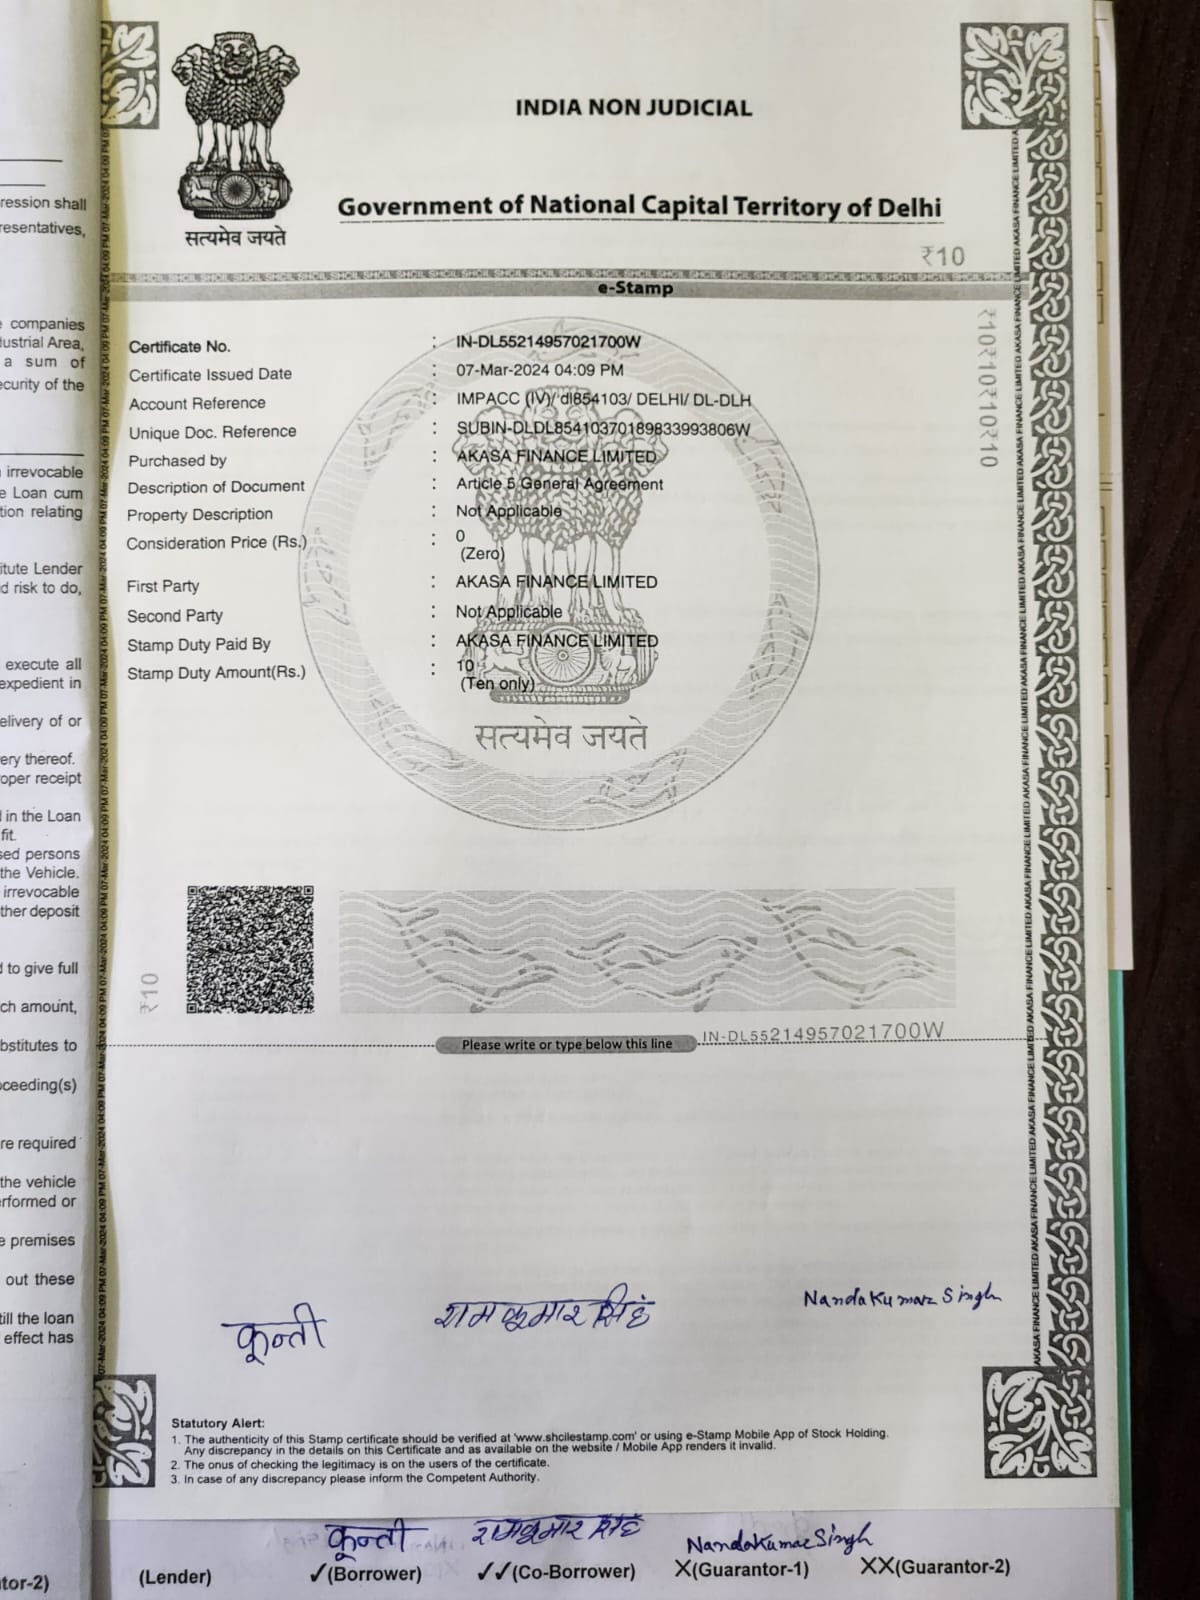 ression shall
resentatives,
e companies
dustrial Area,
a sum of
ecurity of the
irrevocable
e Loan cum
tion relating
itute Lender
d risk to do,
execute all
expedient in
elivery of or
ery thereof.
oper receipt
d in the Loan
fit.
sed persons
the Vehicle.
irrevocable
ther deposit
d to give full
ch amount,
bstitutes to
oceeding(s)
re required
the vehicle
erformed or
e premises
out these
till the loan
effect has
tor-2)
सत्यमेव जयते
INDIA NON JUDICIAL
Government of National Capital Territory of Delhi
₹10
e-Stamp
Certificate No. : IN-DL55214957021700W
Certificate Issued Date : 07-Mar-2024 04:09 PM
Account Reference : IMPACC (IV)/ dl854103/ DELHI/ DL-DLH
Unique Doc. Reference : SUBIN-DLDL85410370189833993806W
Purchased by : AKASA FINANCE LIMITED
Description of Document : Article 5 General Agreement
Property Description : Not Applicable
Consideration Price (Rs.) : 0
(Zero)
First Party : AKASA FINANCE LIMITED
Second Party : Not Applicable
Stamp Duty Paid By : AKASA FINANCE LIMITED
Stamp Duty Amount(Rs.) : 10
(Ten only)
सत्यमेव जयते
₹10₹10₹10₹10
₹10
Please write or type below this line
IN-DL55214957021700W
कून्ती
रामकुमार सिंह
Nanda Kumar Singh
Statutory Alert:
1. The authenticity of this Stamp certificate should be verified at 'www.shcilestamp.com' or using e-Stamp Mobile App of Stock Holding.
Any discrepancy in the details on this Certificate and as available on the website / Mobile App renders it invalid.
2. The onus of checking the legitimacy is on the users of the certificate.
3. In case of any discrepancy please inform the Competent Authority.
कून्ती
रामकुमार सिंह
Nanda Kumar Singh
(Lender) ✓(Borrower) ✓✓(Co-Borrower) X(Guarantor-1) XX(Guarantor-2)